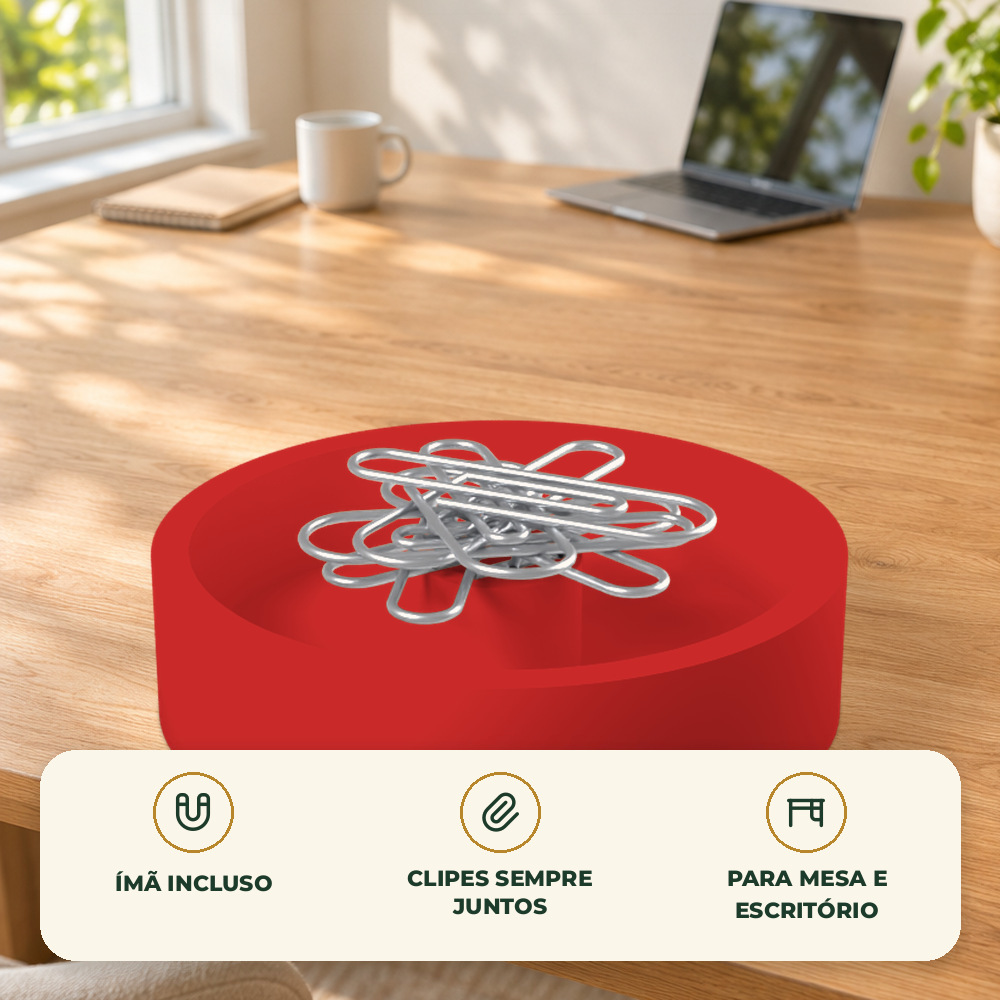 ÍMÃ INCLUSO
CLIPES SEMPRE
JUNTOS
PARA MESA E
ESCRITÓRIO